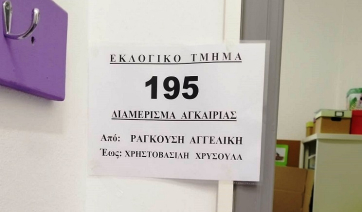 ΕΚΛΟΓΙΚΟ ΤΜΗΜΑ
195
ΔΙΑΜΕΡΙΣΜΑ ΑΓΚΑΙΡΙΑΣ
Από: ΡΑΓΚΟΥΣΗ ΑΓΓΕΛΙΚΗ
Έως: ΧΡΗΣΤΟΒΑΣΙΛΗ ΧΡΥΣΟΥΛΑ